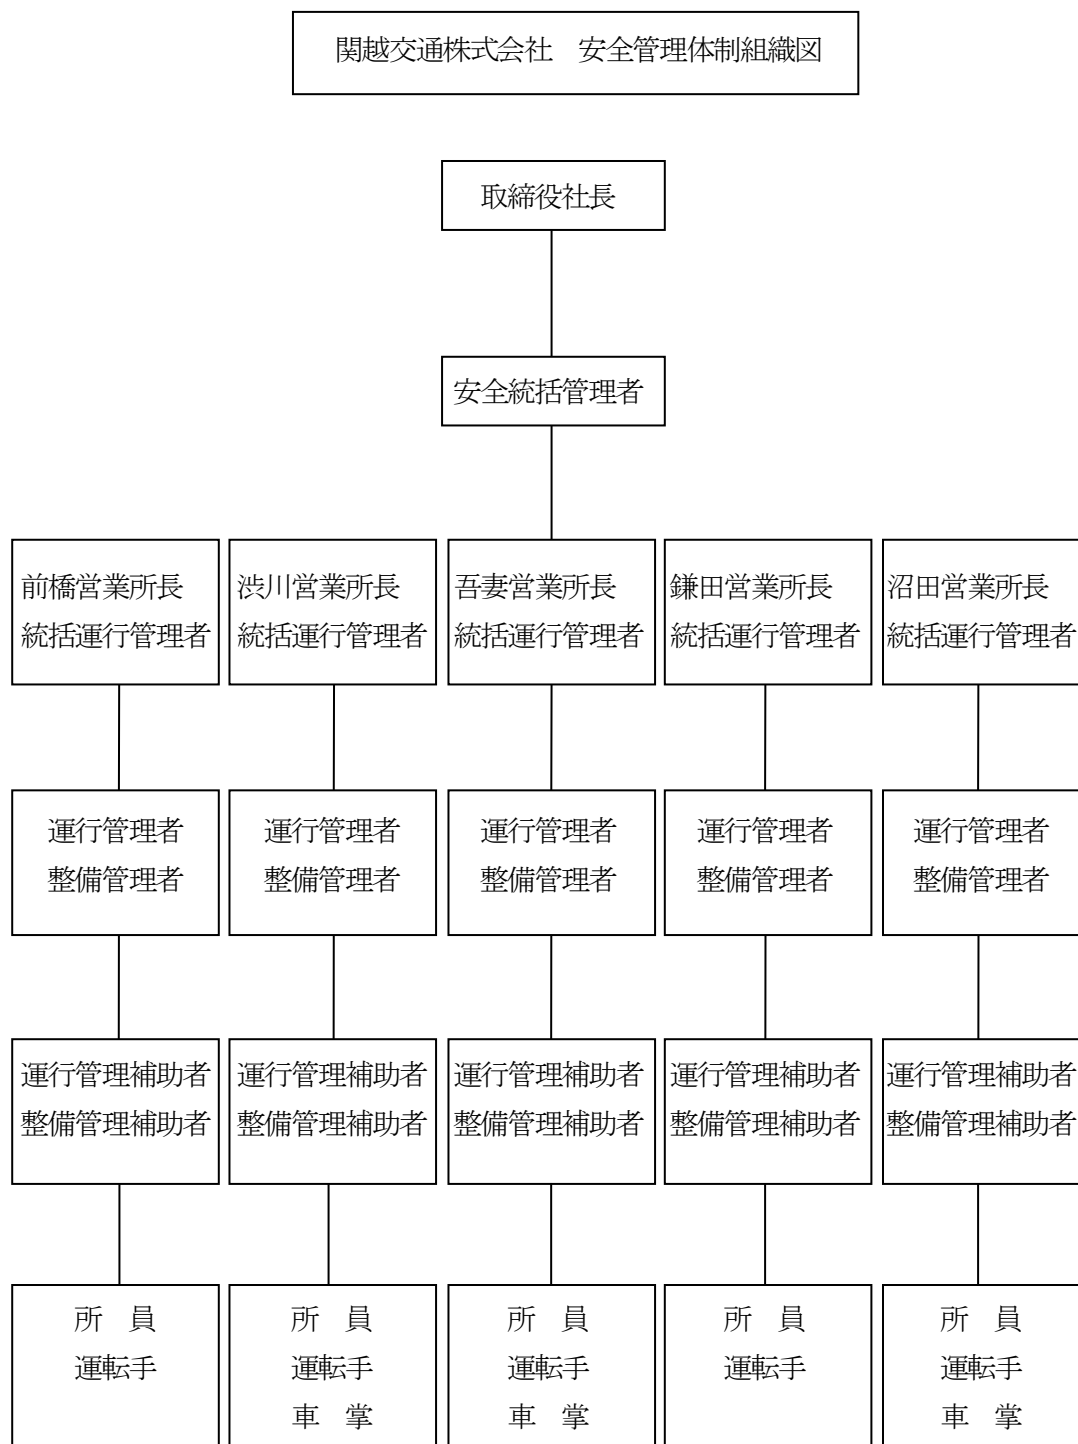 関越交通株式会社　安全管理体制組織図
取締役社長
安全統括管理者
前橋営業所長
統括運行管理者
渋川営業所長
統括運行管理者
吾妻営業所長
統括運行管理者
鎌田営業所長
統括運行管理者
沼田営業所長
統括運行管理者
運行管理者
整備管理者
運行管理者
整備管理者
運行管理者
整備管理者
運行管理者
整備管理者
運行管理者
整備管理者
運行管理補助者
整備管理補助者
運行管理補助者
整備管理補助者
運行管理補助者
整備管理補助者
運行管理補助者
整備管理補助者
運行管理補助者
整備管理補助者
所　員
運転手
所　員
運転手
車　掌
所　員
運転手
車　掌
所　員
運転手
所　員
運転手
車　掌